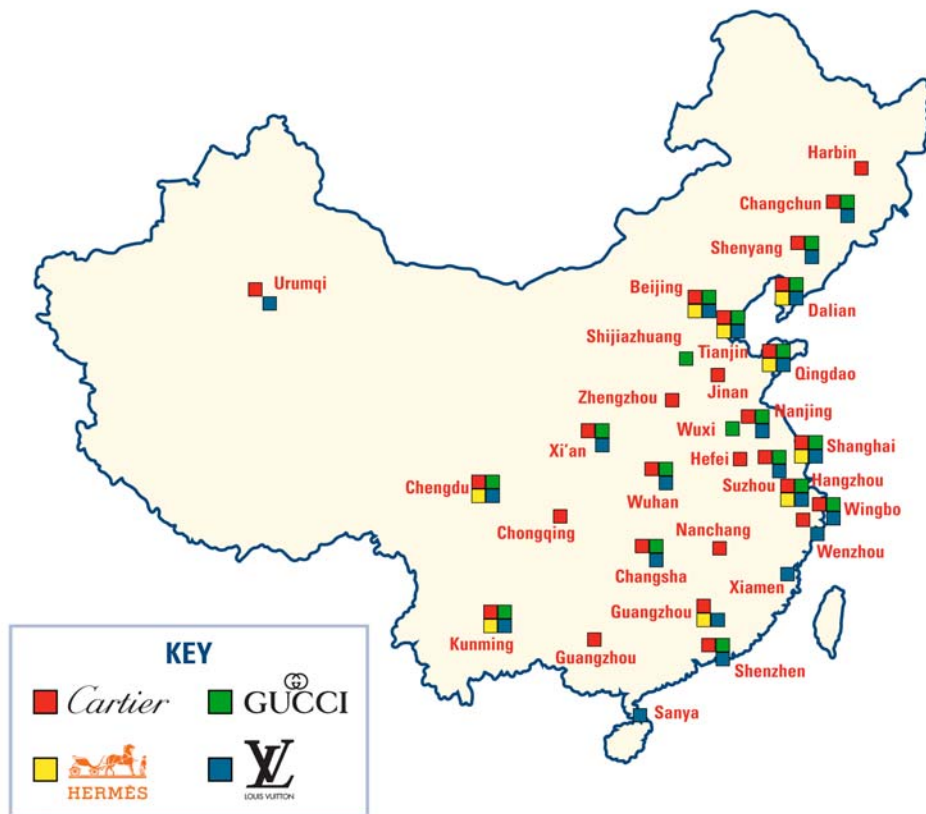 Harbin
Changchun
Shenyang
Urumqi
Beijing
Dalian
Shijiazhuang
Tianjin
Qingdao
Jinan
Zhengzhou
Nanjing
Wuxi
Xi'an
Shanghai
Hefei
Chengdu
Suzhou
Hangzhou
Wuhan
Wingbo
Chongqing
Nanchang
Wenzhou
Changsha
Xiamen
Guangzhou
Kunming
Guangzhou
Shenzhen
Sanya
KEY
Cartier
GUCCI
HERMÈS
LV
LOUIS VUITTON